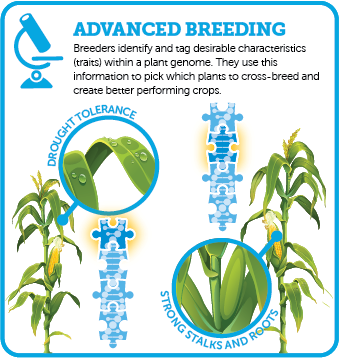 ADVANCED BREEDING
Breeders identify and tag desirable characteristics
(traits) within a plant genome. They use this
information to pick which plants to cross-breed and
create better performing crops.
DROUGHT TOLERANCE
STRONG STALKS AND ROOTS